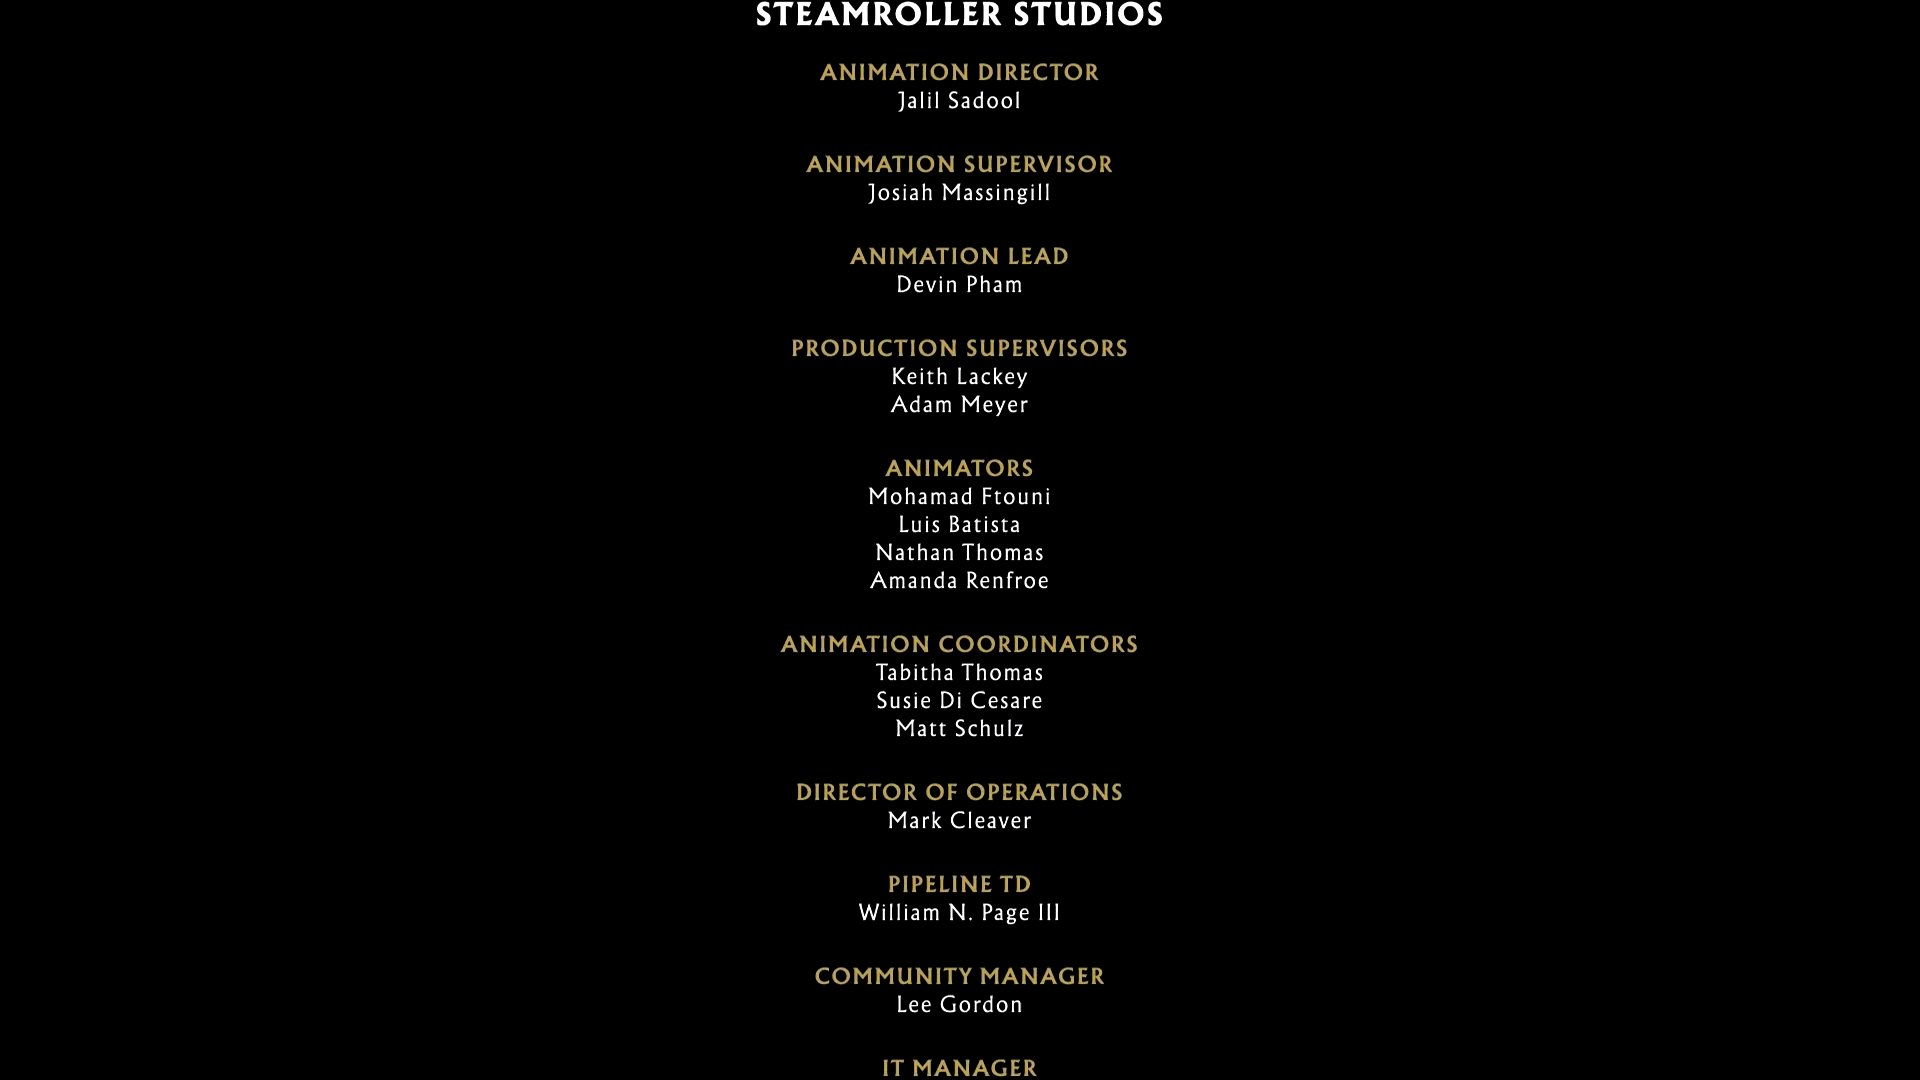 STEAMROLLER STUDIOS
ANIMATION DIRECTOR
Jalil Sadool
ANIMATION SUPERVISOR
Josiah Massingill
ANIMATION LEAD
Devin Pham
PRODUCTION SUPERVISORS
Keith Lackey
Adam Meyer
ANIMATORS
Mohamad Ftouni
Luis Batista
Nathan Thomas
Amanda Renfroe
ANIMATION COORDINATORS
Tabitha Thomas
Susie Di Cesare
Matt Schulz
DIRECTOR OF OPERATIONS
Mark Cleaver
PIPELINE TD
William N. Page III
COMMUNITY MANAGER
Lee Gordon
IT MANAGER